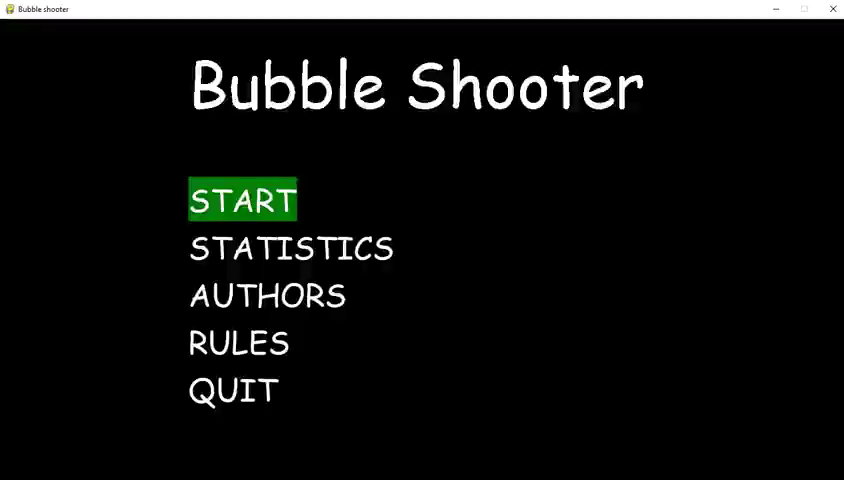 Bubble shooter
Bubble Shooter
START
STATISTICS
AUTHORS
RULES
QUIT